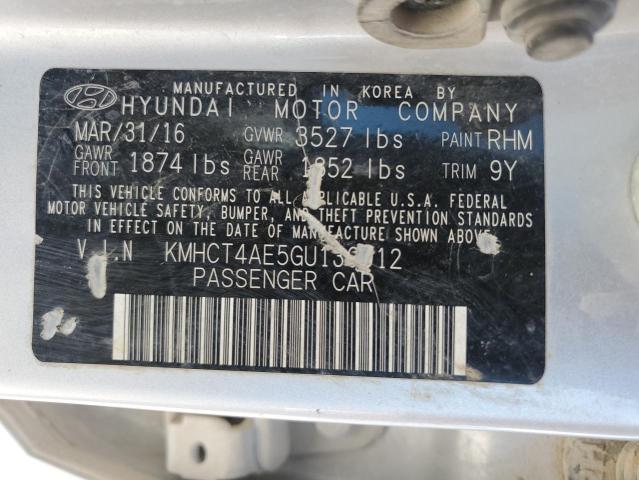 MANUFACTURED IN KOREA BY
HYUNDAI MOTOR COMPANY
MAR/31/16 GVWR 3527 lbs PAINT RHM
GAWR FRONT 1874 lbs GAWR REAR 1852 lbs TRIM 9Y
THIS VEHICLE CONFORMS TO ALL APPLICABLE U.S.A. FEDERAL
MOTOR VEHICLE SAFETY, BUMPER, AND THEFT PREVENTION STANDARDS
IN EFFECT ON THE DATE OF MANUFACTURE SHOWN ABOVE.
V.I.N
PASSENGER CAR